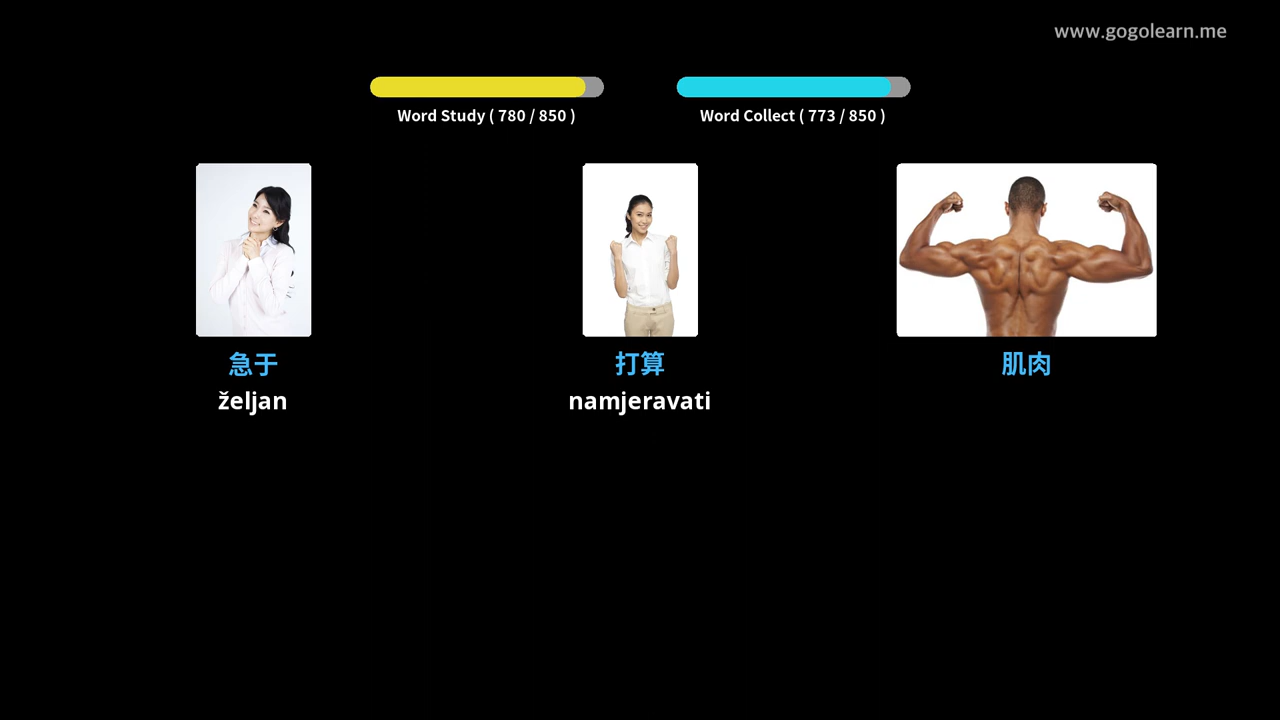 www.gogolearn.me
Word Study ( 780 / 850 )
Word Collect ( 773 / 850 )
急于
打算
肌肉
željan
namjeravati